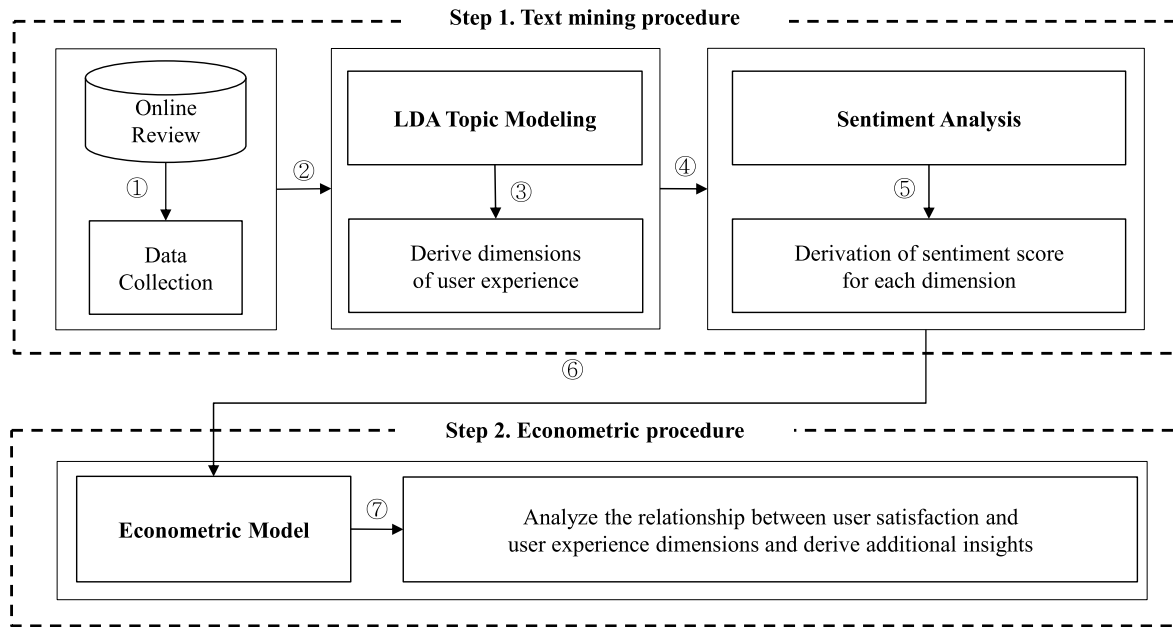 Step 1. Text mining procedure
Online
Review
①
Data
Collection
②
LDA Topic Modeling
③
Derive dimensions
of user experience
④
Sentiment Analysis
⑤
Derivation of sentiment score
for each dimension
⑥
Step 2. Econometric procedure
Econometric Model
⑦
Analyze the relationship between user satisfaction and
user experience dimensions and derive additional insights